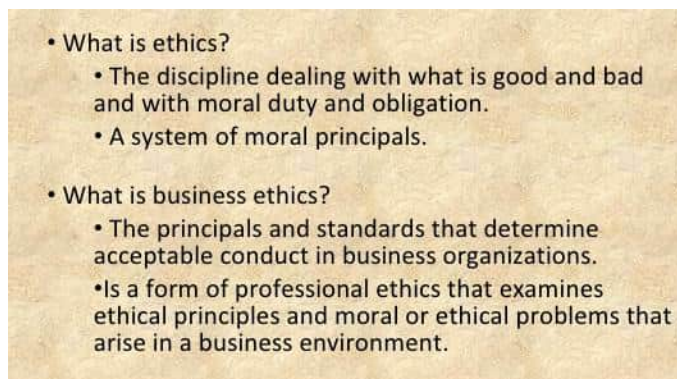 • What is ethics?
• The discipline dealing with what is good and bad
and with moral duty and obligation.
• A system of moral principals.
• What is business ethics?
• The principals and standards that determine
acceptable conduct in business organizations.
•Is a form of professional ethics that examines
ethical principles and moral or ethical problems that
arise in a business environment.